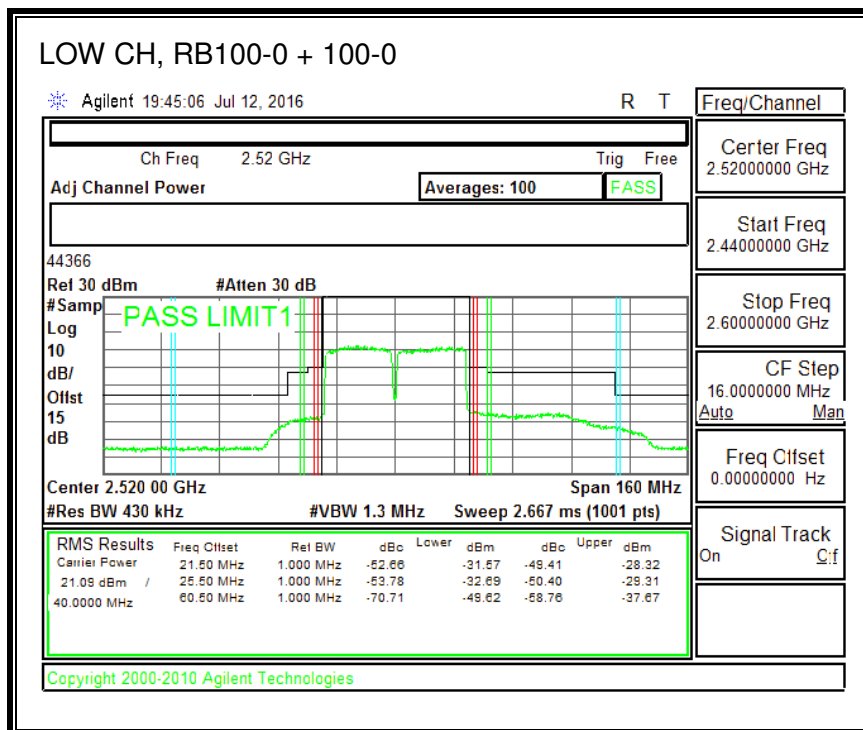 LOW CH, RB100-0 + 100-0
Agilent 19:45:06 Jul 12, 2016 R T
Freq/Channel
Ch Freq 2.52 GHz Trig Free
Adj Channel Power Averages: 100 PASS
Center Freq
2.52000000 GHz
Start Freq
2.44000000 GHz
Stop Freq
2.60000000 GHz
CF Step
16.0000000 MHz
Auto Man
Freq Offset
0.00000000 Hz
Signal Track
On Off
44366
Ref 30 dBm #Atten 30 dB
#Samp
Log
10
dB/
Offst
15
dB
PASS LIMIT1
Center 2.520 00 GHz Span 160 MHz
#Res BW 430 kHz #VBW 1.3 MHz Sweep 2.667 ms (1001 pts)
RMS Results Freq Offset Ref BW dBc Lower dBm dBc Upper dBm
Carrier Power 21.50 MHz 1.000 MHz -52.66 -31.57 -49.41 -28.32
21.09 dBm / 25.50 MHz 1.000 MHz -53.78 -32.69 -50.40 -29.31
40.0000 MHz 60.50 MHz 1.000 MHz -70.71 -49.62 -58.76 -37.67
Copyright 2000-2010 Agilent Technologies